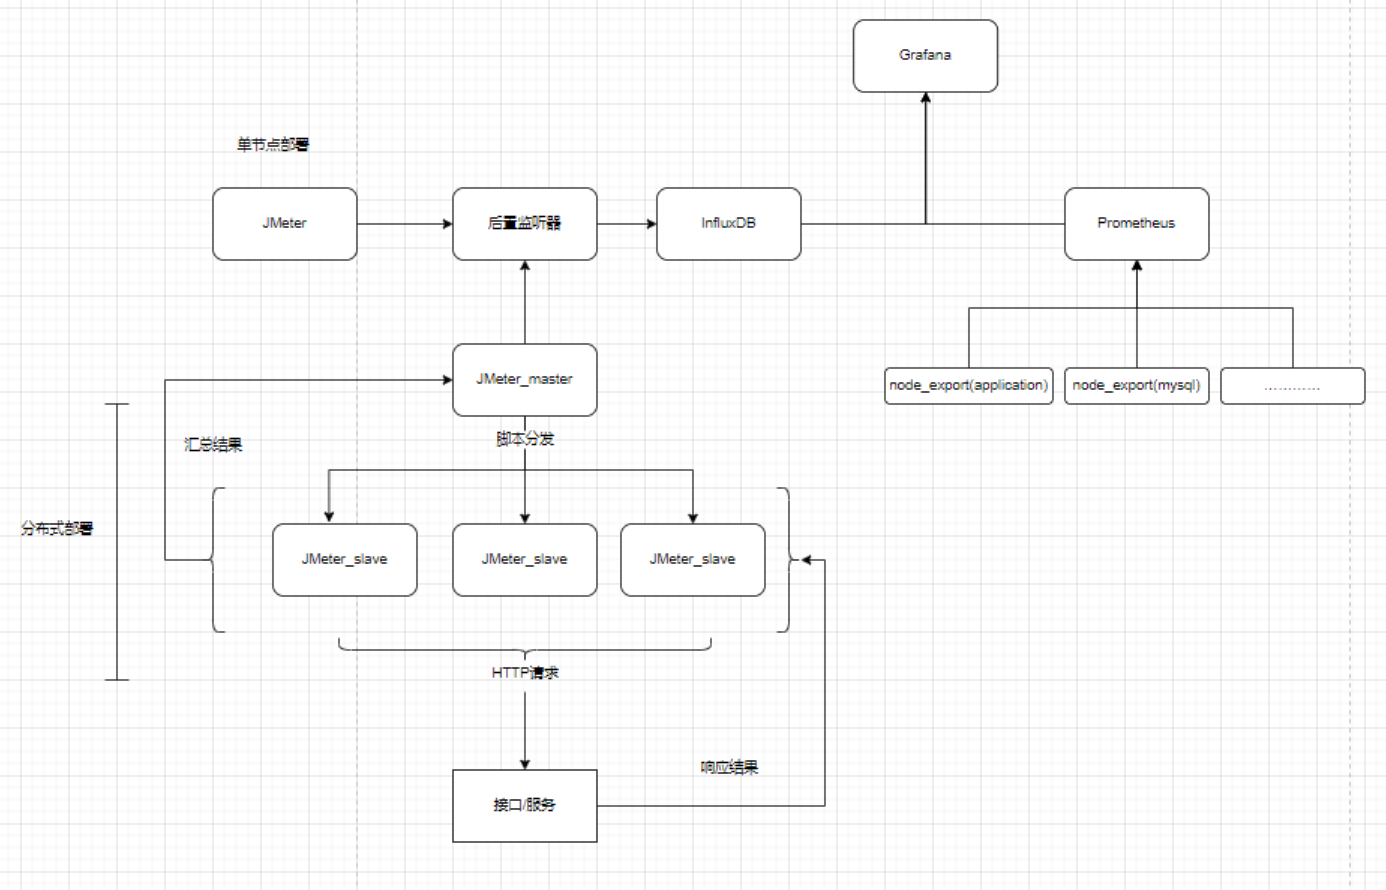 Grafana
单节点部署
JMeter
后置监听器
InfluxDB
Prometheus
JMeter_master
node_export(application)
node_export(mysql)
…………
脚本分发
汇总结果
分布式部署
JMeter_slave
JMeter_slave
JMeter_slave
HTTP请求
响应结果
接口/服务